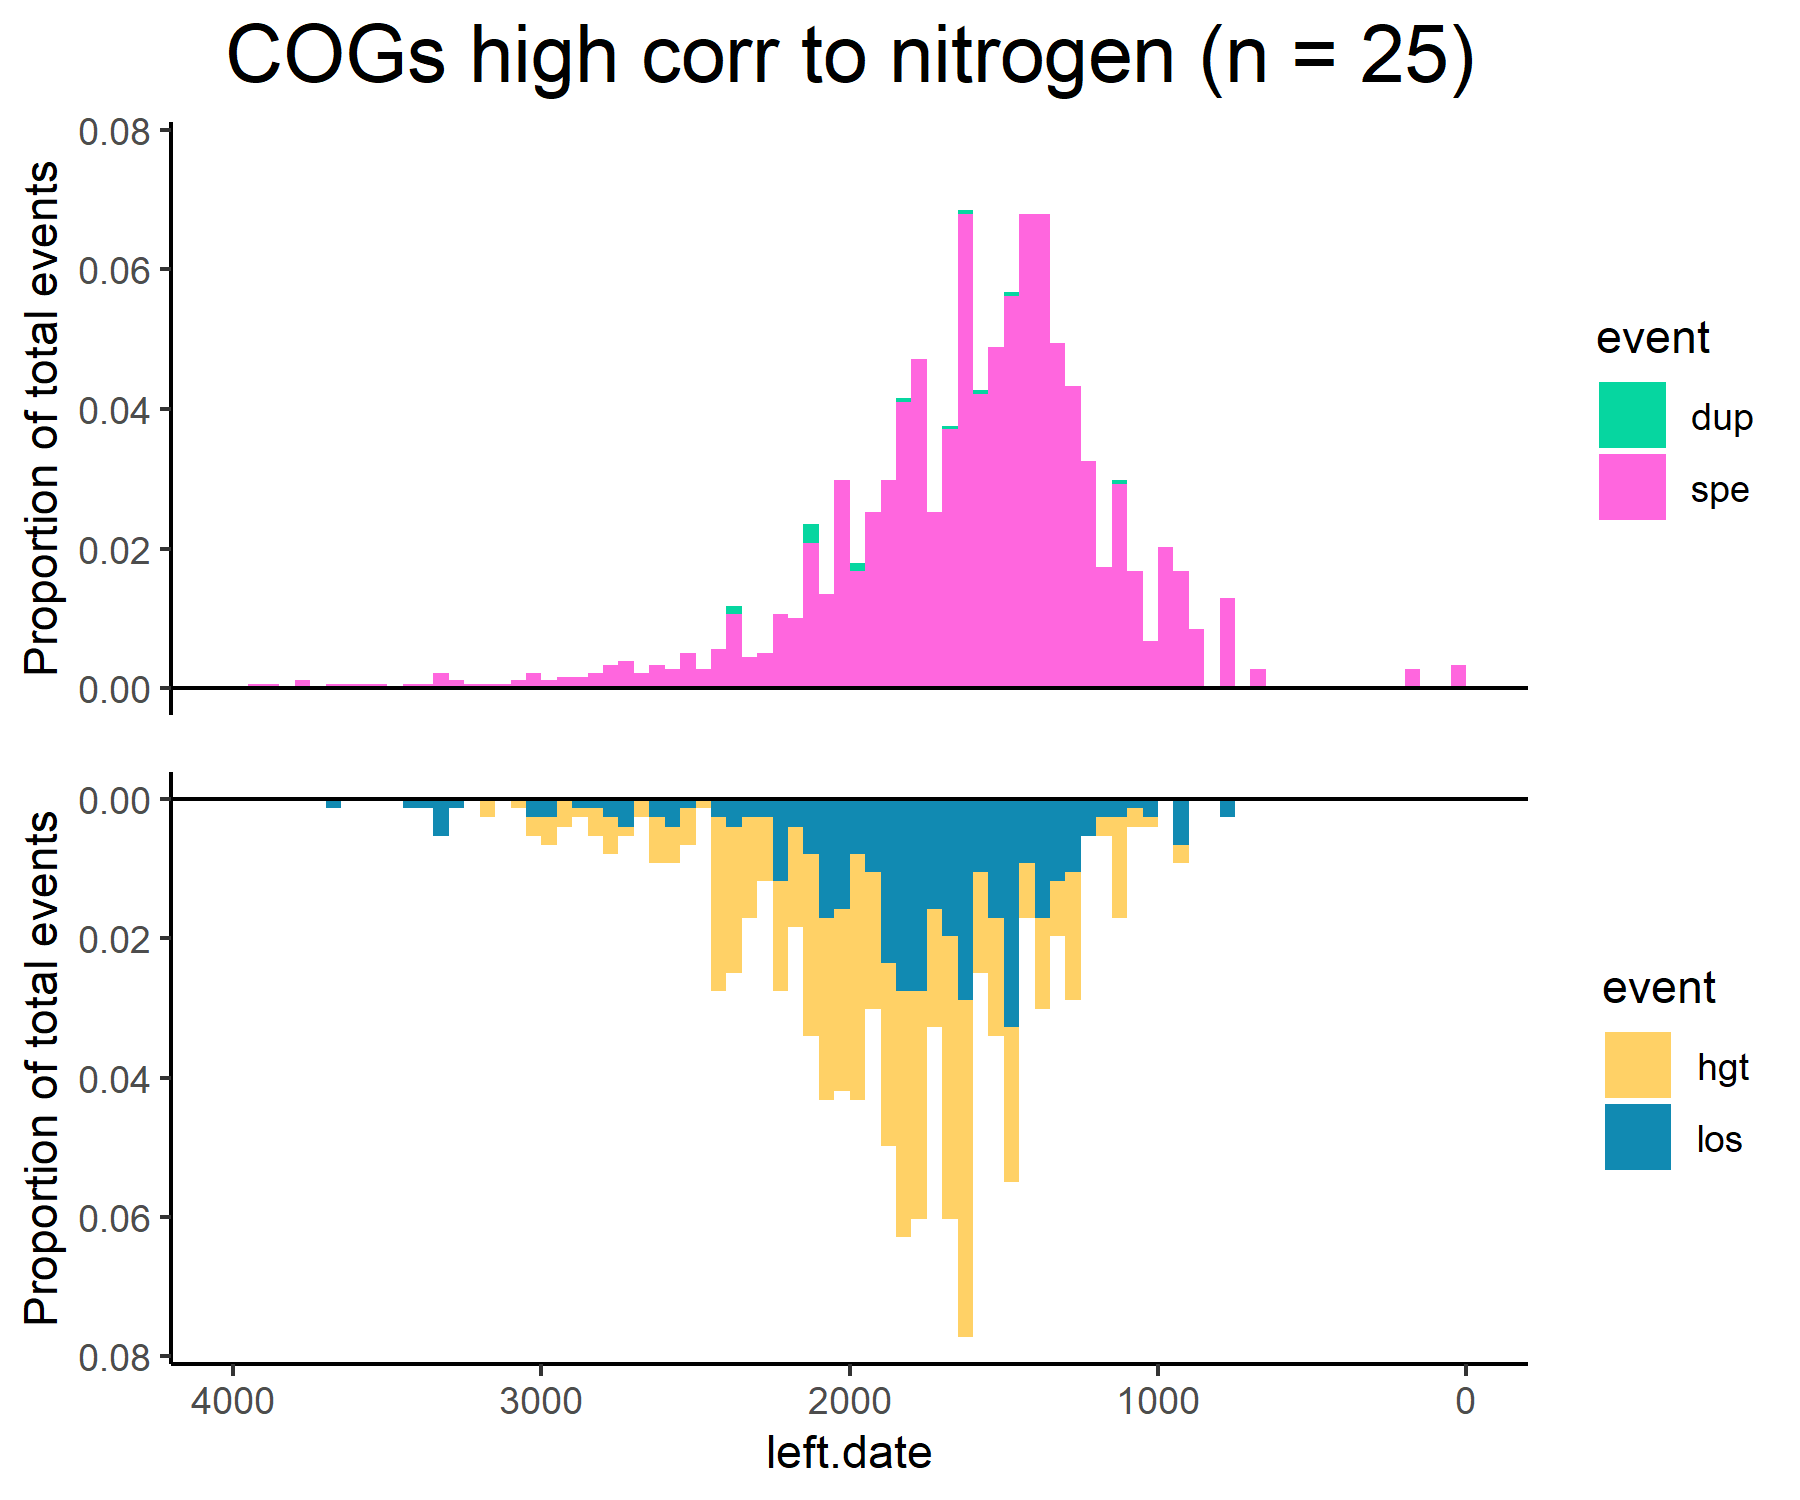 COGs high corr to nitrogen (n = 25)
Proportion of total events
0.08
0.06
0.04
0.02
0.00
event
dup
spe
Proportion of total events
0.00
0.02
0.04
0.06
0.08
event
hgt
los
4000 3000 2000 1000 0
left.date